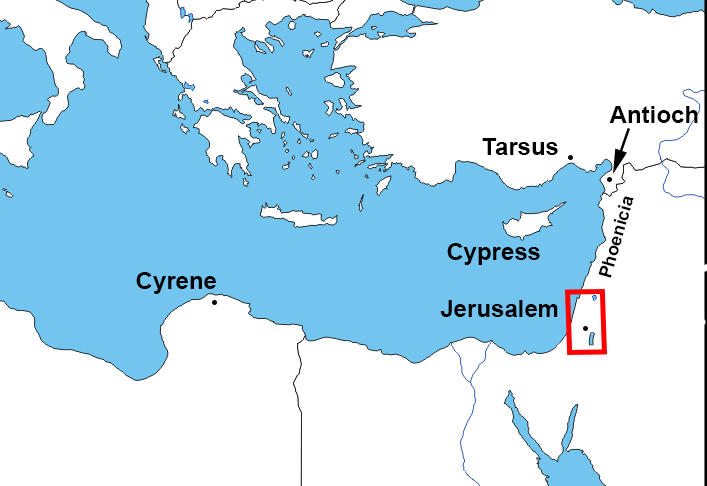 Antioch
Tarsus
Phoenicia
Cypress
Cyrene
Jerusalem